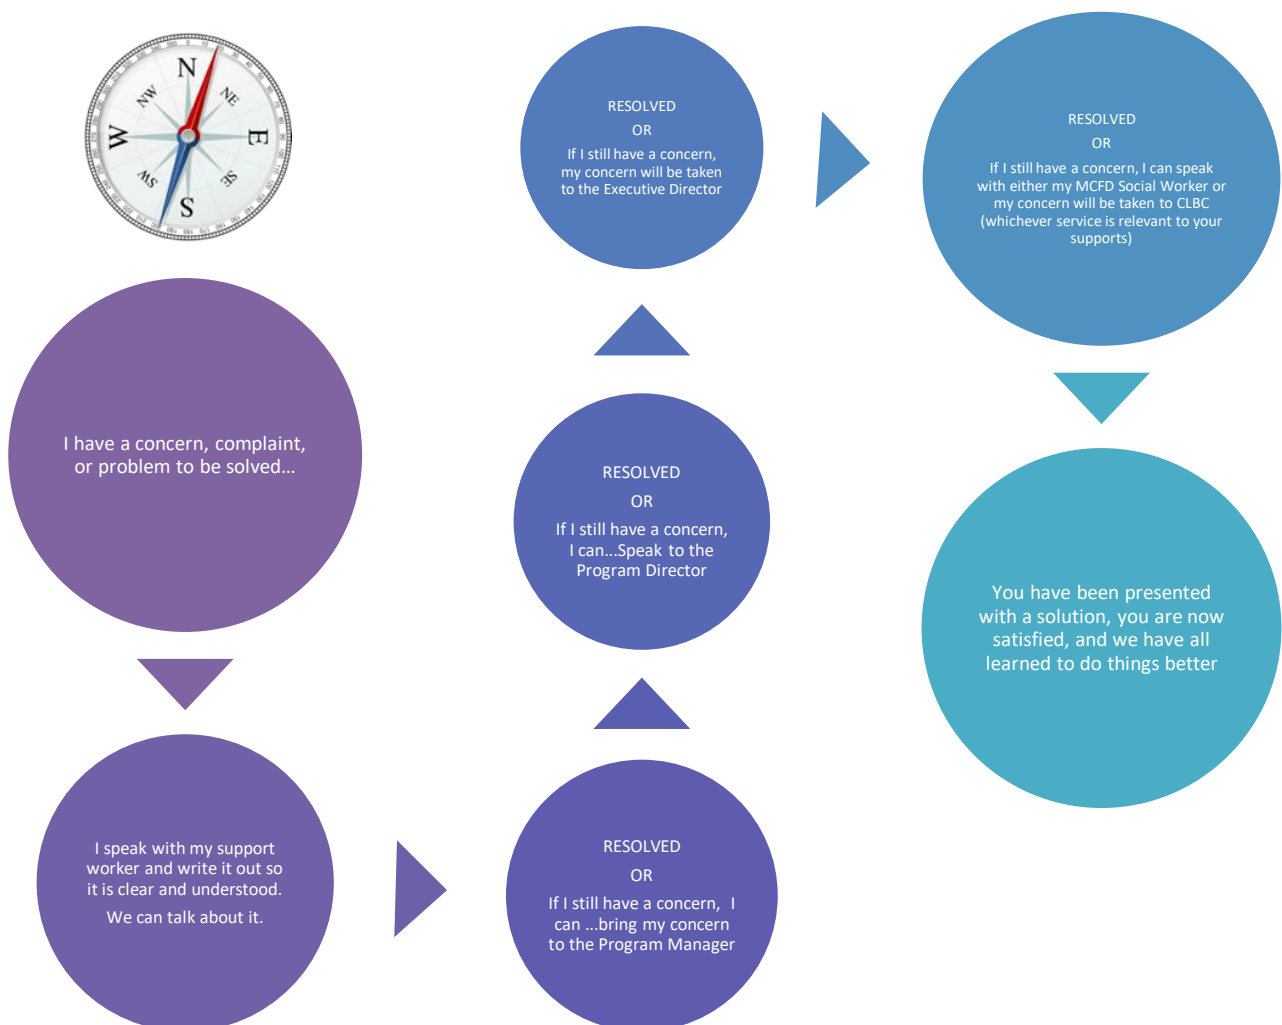 N
NE
E
SE
S
SW
W
NW
I have a concern, complaint,
or problem to be solved...
I speak with my support
worker and write it out so
it is clear and understood.
We can talk about it.
RESOLVED
OR
If I still have a concern, I
can ...bring my concern
to the Program Manager
RESOLVED
OR
If I still have a concern,
I can...Speak to the
Program Director
RESOLVED
OR
If I still have a concern,
my concern will be taken
to the Executive Director
RESOLVED
OR
If I still have a concern, I can speak
with either my MCFD Social Worker or
my concern will be taken to CLBC
(whichever service is relevant to your
supports)
You have been presented
with a solution, you are now
satisfied, and we have all
learned to do things better